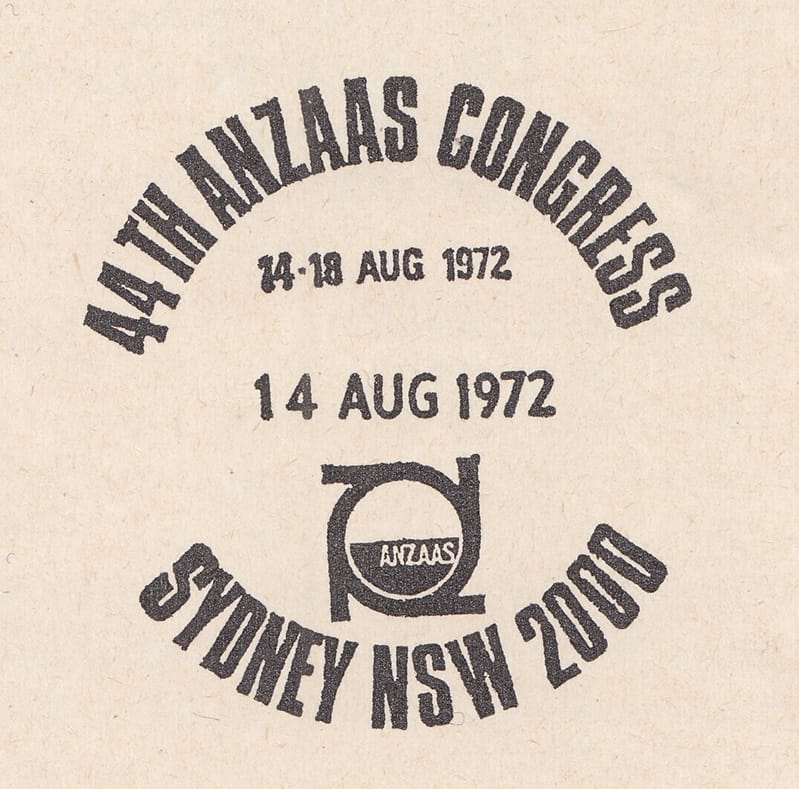 44TH ANZAAS CONGRESS
14-18 AUG 1972
14 AUG 1972
ANZAAS
SYDNEY NSW 2000